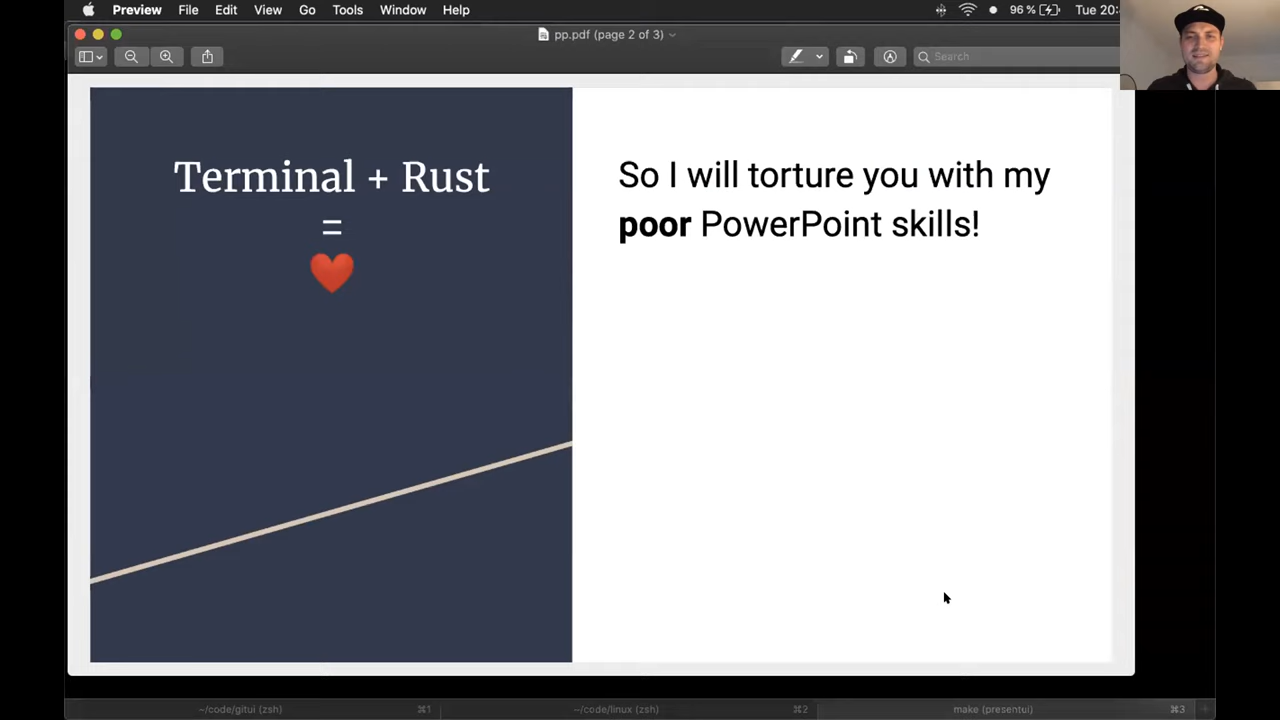 Preview File Edit View Go Tools Window Help 96 % Tue 20:
pp.pdf (page 2 of 3)
Search
Terminal + Rust
=
So I will torture you with my
poor PowerPoint skills!
~/code/gitui (zsh) ⌘1 ~/code/linux (zsh) ⌘2 make (presentui) ⌘3